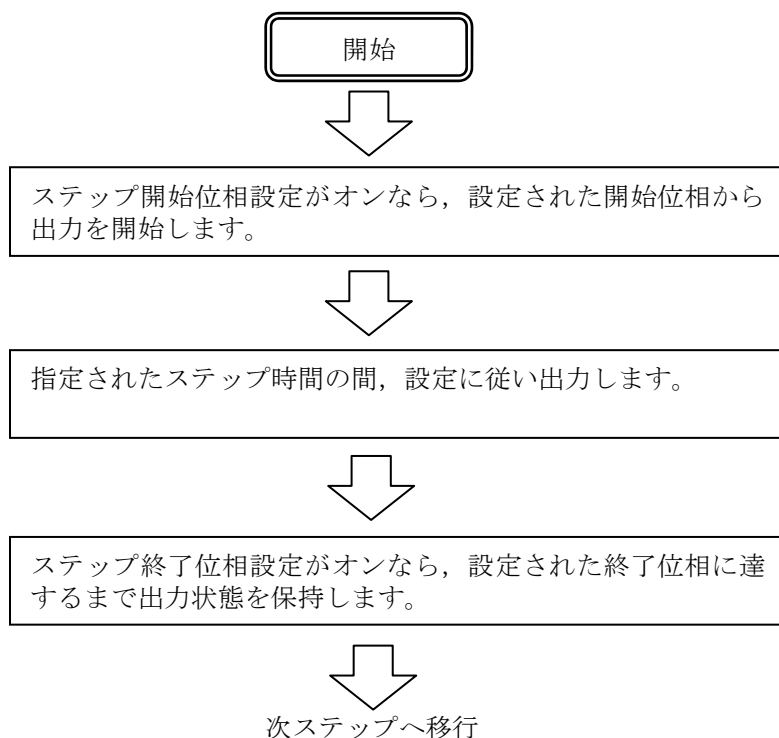 開始
ステップ開始位相設定がオンなら，設定された開始位相から
出力を開始します。
指定されたステップ時間の間，設定に従い出力します。
ステップ終了位相設定がオンなら，設定された終了位相に達
するまで出力状態を保持します。
次ステップへ移行